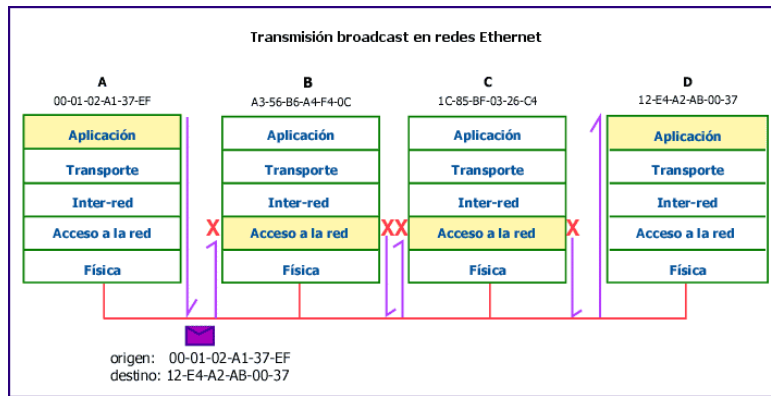 Transmisión broadcast en redes Ethernet
A B C D
00-01-02-A1-37-EF A3-56-B6-A4-F4-0C 1C-85-BF-03-26-C4 12-E4-A2-AB-00-37
Aplicación Aplicación Aplicación Aplicación
Transporte Transporte Transporte Transporte
Inter-red Inter-red Inter-red Inter-red
X XX X
Acceso a la red Acceso a la red Acceso a la red Acceso a la red
Física Física Física Física
origen: 00-01-02-A1-37-EF
destino: 12-E4-A2-AB-00-37